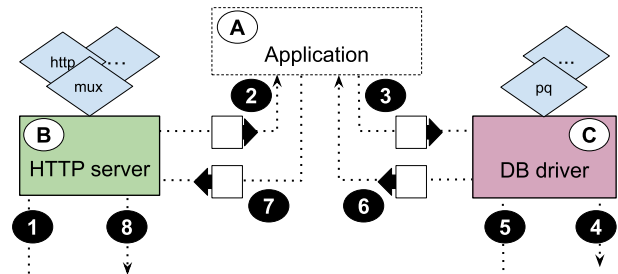 A
Application
http
...
mux
...
pq
2
3
B
HTTP server
C
DB driver
1
8
7
6
5
4